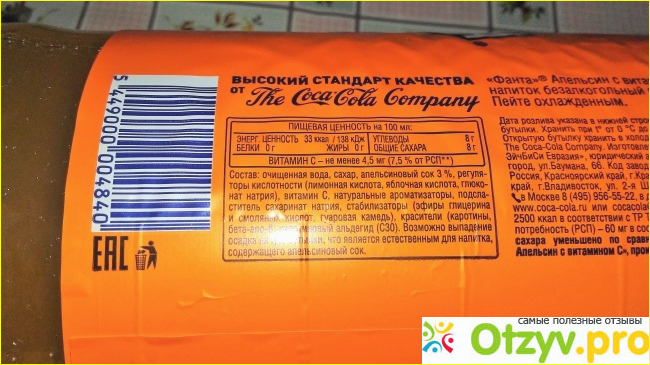 5 449000 004840
EAC
ВЫСОКИЙ СТАНДАРТ КАЧЕСТВА
ОТ The Coca-Cola Company
ПИЩЕВАЯ ЦЕННОСТЬ на 100 мл:
ЭНЕРГ. ЦЕННОСТЬ 33 ккал / 138 кДж УГЛЕВОДЫ 8 г
БЕЛКИ 0 г ЖИРЫ 0 г ОБЩИЕ САХАРА 8 г
ВИТАМИН С – не менее 4,5 мг (7,5 % от РСП**)
Состав: очищенная вода, сахар, апельсиновый сок 3 %, регуля-
торы кислотности (лимонная кислота, яблочная кислота, глюко-
нат натрия), витамин С, натуральные ароматизаторы, подсла-
ститель сахаринат натрия, стабилизаторы (эфиры глицерина
и смоляных кислот, гуаровая камедь), красители (каротины,
альдегид (С30). Возможно выпадение
осадка что является естественным для напитка,
содержащего апельсиновый сок.
«Фанта»® Апельсин с вита
напиток безалкогольный
Пейте охлажденным.
Дата розлива указана в нижней стро
бутылки. Хранить при t° от 0 °С до
Открытую бутылку хранить в холод
The Coca-Cola Company. Изготовле
ЭйчБиСи Евразия», юридический а
город, ул.Баумана, 66. Код завод
Россия, Красноярский край, г.Кра
край, г.Владивосток, ул. 2-я Ш
Москве 8 (495) 956-55-22, в д
www.coca-cola.ru или cocacola
2500 ккал в соответствии с ТР Т
потребность (РСП) – 60 мг в соо
сахара уменьшено по срав
Апельсин с витамином С», прои
самые полезные отзывы
Otzyv.pro